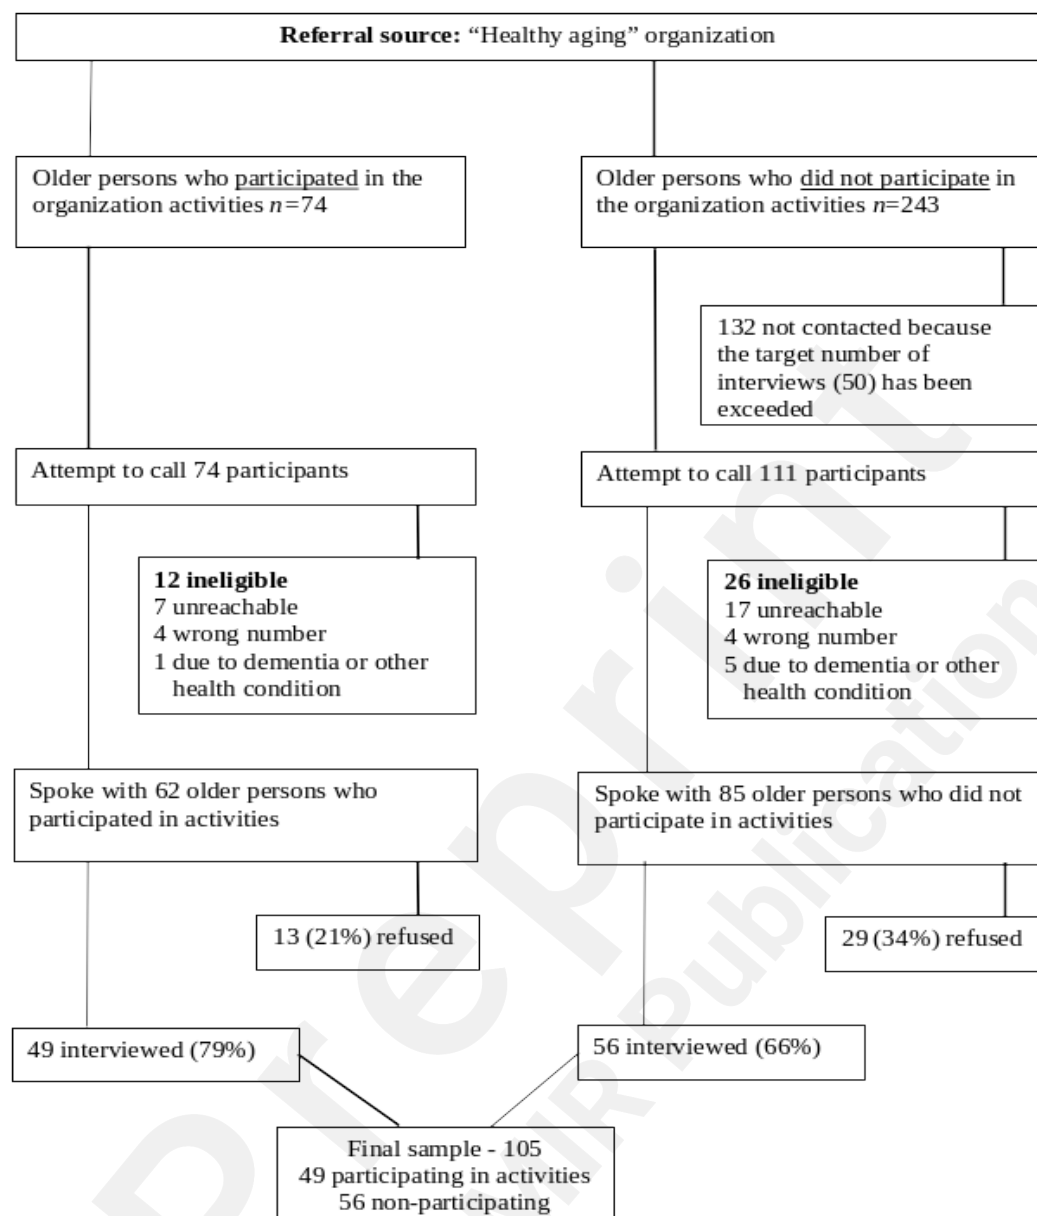 Referral source: “Healthy aging” organization
Older persons who participated in the
organization activities n=74
Older persons who did not participate in
the organization activities n=243
132 not contacted because
the target number of
interviews (50) has been
exceeded
Attempt to call 74 participants
Attempt to call 111 participants
12 ineligible
7 unreachable
4 wrong number
1 due to dementia or other
health condition
26 ineligible
17 unreachable
4 wrong number
5 due to dementia or other
health condition
Spoke with 62 older persons who
participated in activities
Spoke with 85 older persons who did not
participate in activities
13 (21%) refused
29 (34%) refused
49 interviewed (79%)
56 interviewed (66%)
Final sample - 105
49 participating in activities
56 non-participating
Preprint
MIR Publication